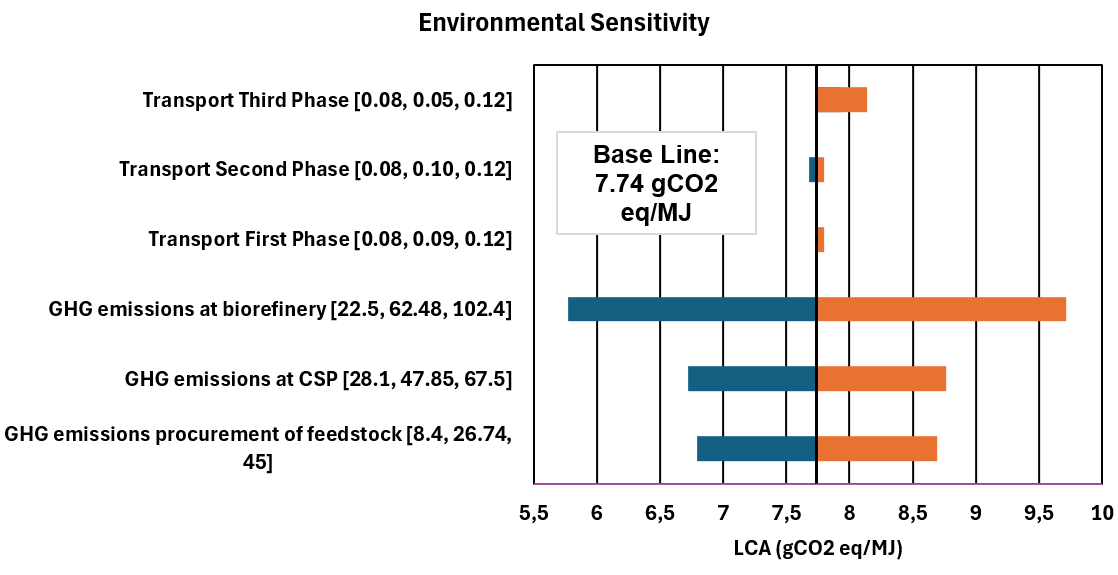 Environmental Sensitivity
Transport Third Phase [0.08, 0.05, 0.12]
Transport Second Phase [0.08, 0.10, 0.12]
Transport First Phase [0.08, 0.09, 0.12]
GHG emissions at biorefinery [22.5, 62.48, 102.4]
GHG emissions at CSP [28.1, 47.85, 67.5]
GHG emissions procurement of feedstock [8.4, 26.74,
45]
Base Line:
7.74 gCO2
eq/MJ
5,5 6 6,5 7 7,5 8 8,5 9 9,5 10
LCA (gCO2 eq/MJ)